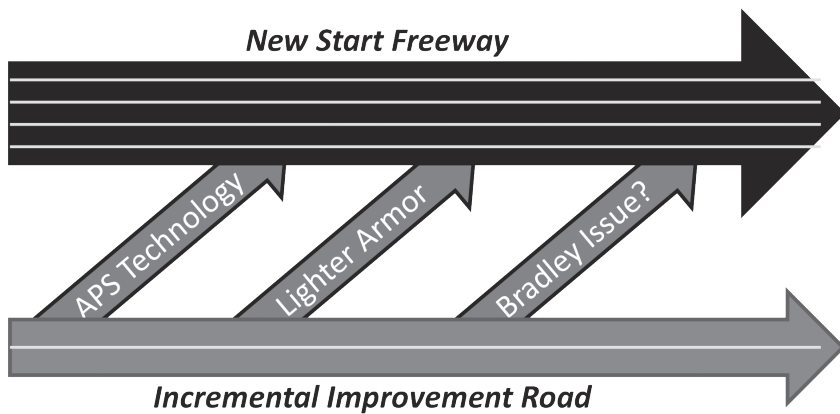 New Start Freeway
APS Technology
Lighter Armor
Bradley Issue?
Incremental Improvement Road